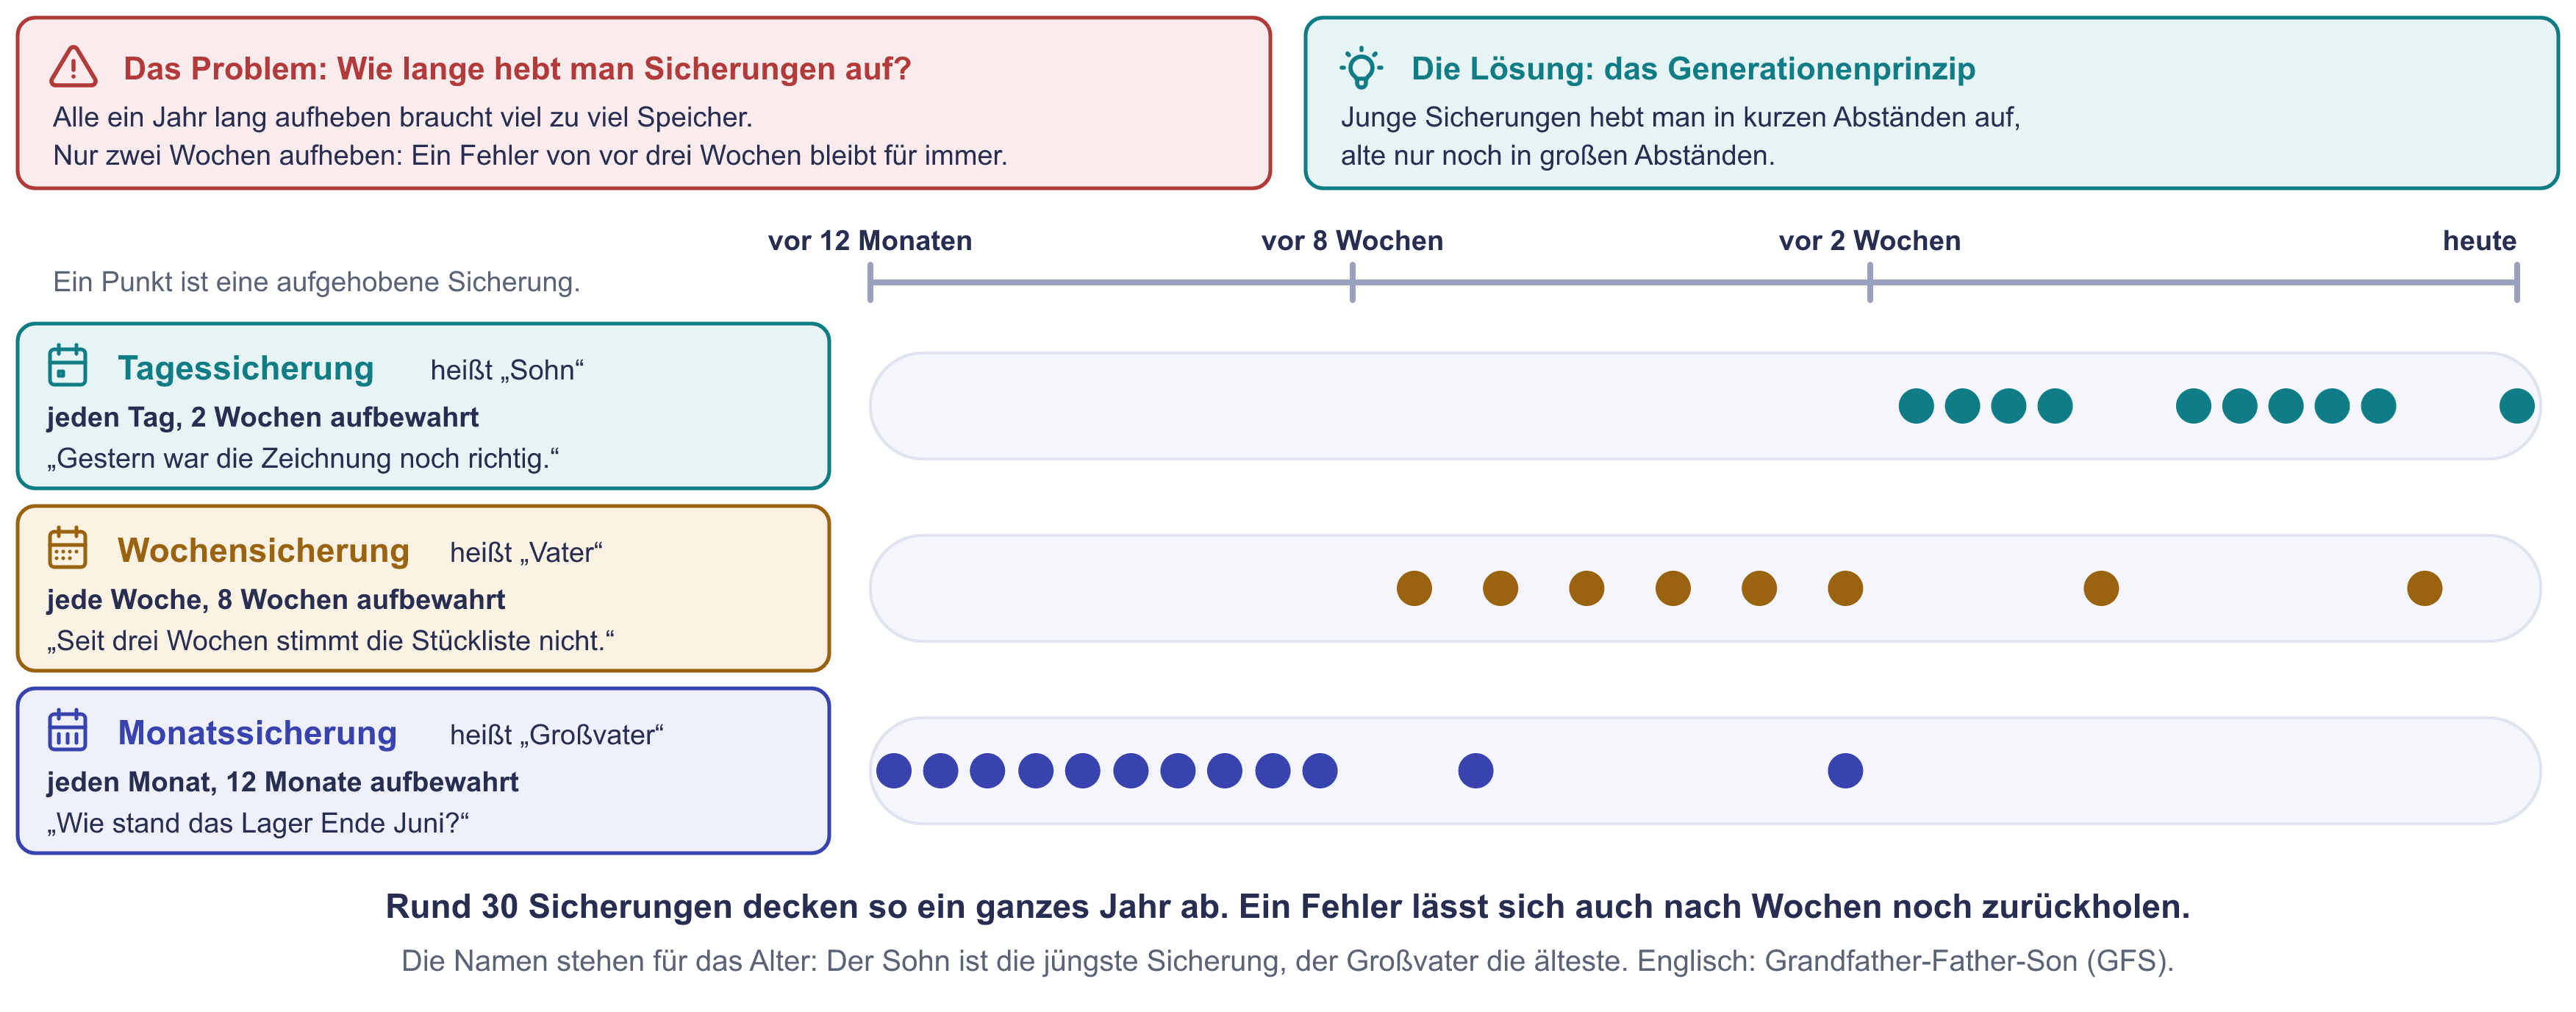 Das Problem: Wie lange hebt man Sicherungen auf?
Alle ein Jahr lang aufheben braucht viel zu viel Speicher.
Nur zwei Wochen aufheben: Ein Fehler von vor drei Wochen bleibt für immer.
Die Lösung: das Generationenprinzip
Junge Sicherungen hebt man in kurzen Abständen auf,
alte nur noch in großen Abständen.
vor 12 Monaten
vor 8 Wochen
vor 2 Wochen
heute
Ein Punkt ist eine aufgehobene Sicherung.
Tagessicherung heißt „Sohn“
jeden Tag, 2 Wochen aufbewahrt
„Gestern war die Zeichnung noch richtig.“
Wochensicherung heißt „Vater“
jede Woche, 8 Wochen aufbewahrt
„Seit drei Wochen stimmt die Stückliste nicht.“
Monatssicherung heißt „Großvater“
jeden Monat, 12 Monate aufbewahrt
„Wie stand das Lager Ende Juni?“
Rund 30 Sicherungen decken so ein ganzes Jahr ab. Ein Fehler lässt sich auch nach Wochen noch zurückholen.
Die Namen stehen für das Alter: Der Sohn ist die jüngste Sicherung, der Großvater die älteste. Englisch: Grandfather-Father-Son (GFS).